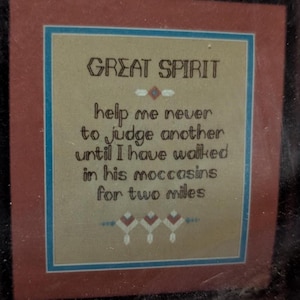 GREAT SPIRIT
help me never
to judge another
until I have walked
in his moccasins
for two miles